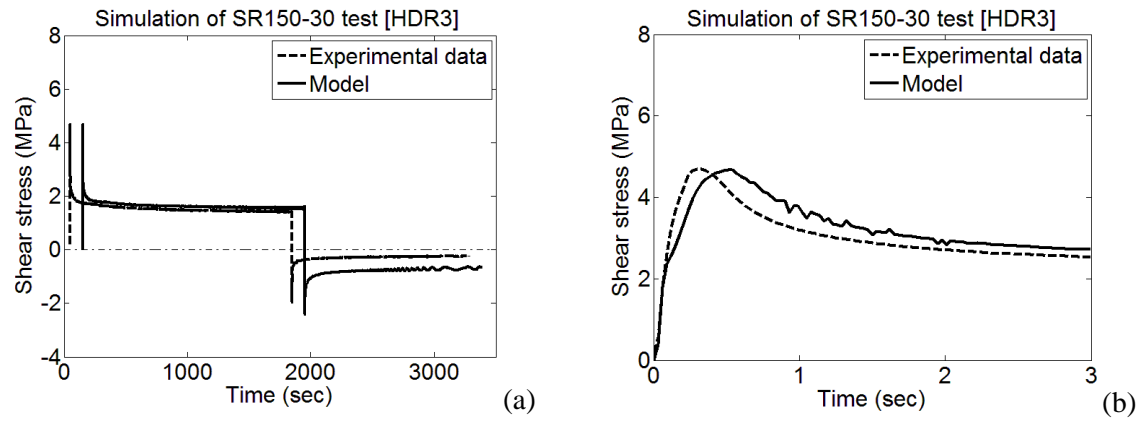 Simulation of SR150-30 test [HDR3]
8
6
4
2
0
-2
-4
Shear stress (MPa)
Experimental data
Model
0
1000
2000
3000
Time (sec)
(a)
Simulation of SR150-30 test [HDR3]
8
6
4
2
0
Shear stress (MPa)
Experimental data
Model
0
1
2
3
Time (sec)
(b)